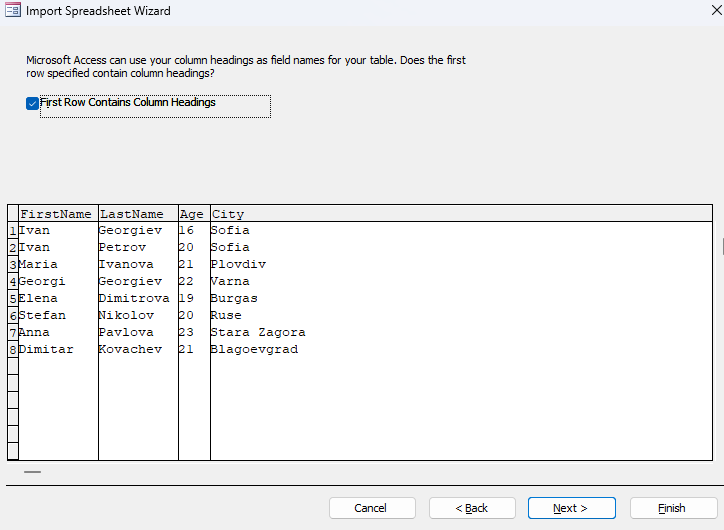 Import Spreadsheet Wizard
Microsoft Access can use your column headings as field names for your table. Does the first
row specified contain column headings?
First Row Contains Column Headings
FirstName LastName Age City
1 Ivan Georgiev 16 Sofia
2 Ivan Petrov 20 Sofia
3 Maria Ivanova 21 Plovdiv
4 Georgi Georgiev 22 Varna
5 Elena Dimitrova 19 Burgas
6 Stefan Nikolov 20 Ruse
7 Anna Pavlova 23 Stara Zagora
8 Dimitar Kovachev 21 Blagoevgrad
Cancel < Back Next > Finish